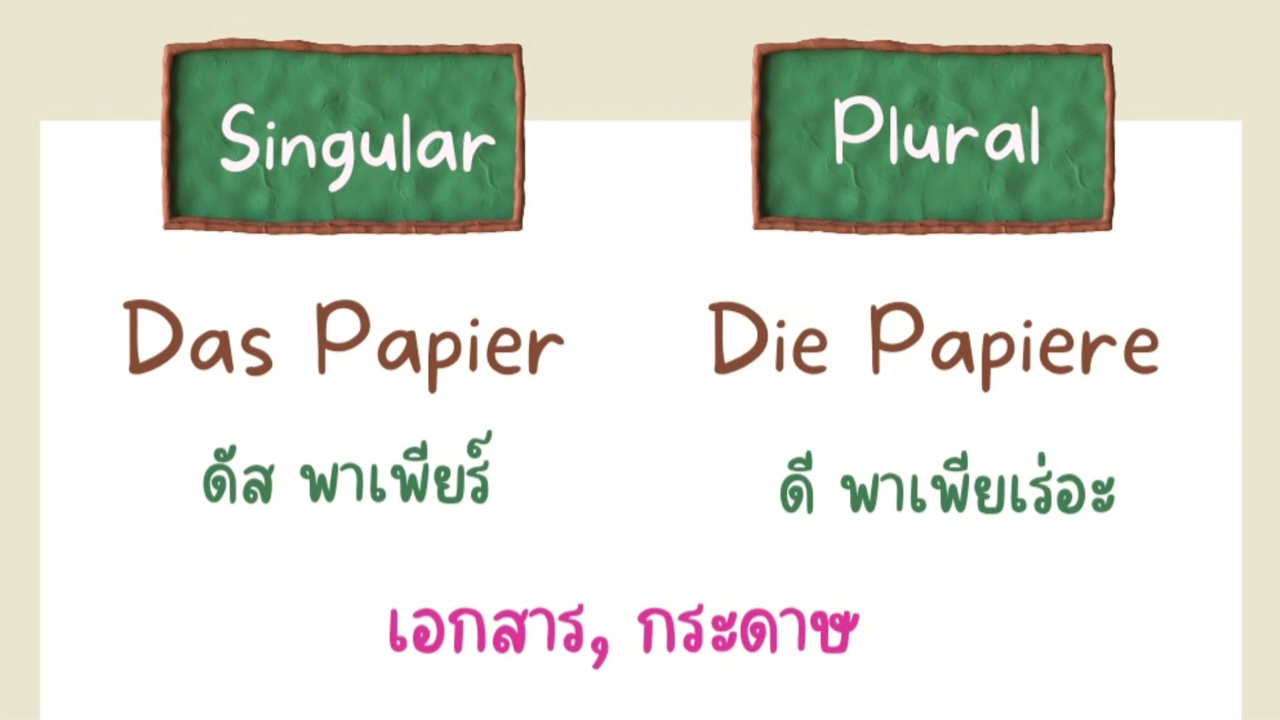 Singular
Plural
Das Papier
Die Papiere
ดัส พาเพียร์
ดี พาเพียเร่อะ
เอกสาร, กระดาษ